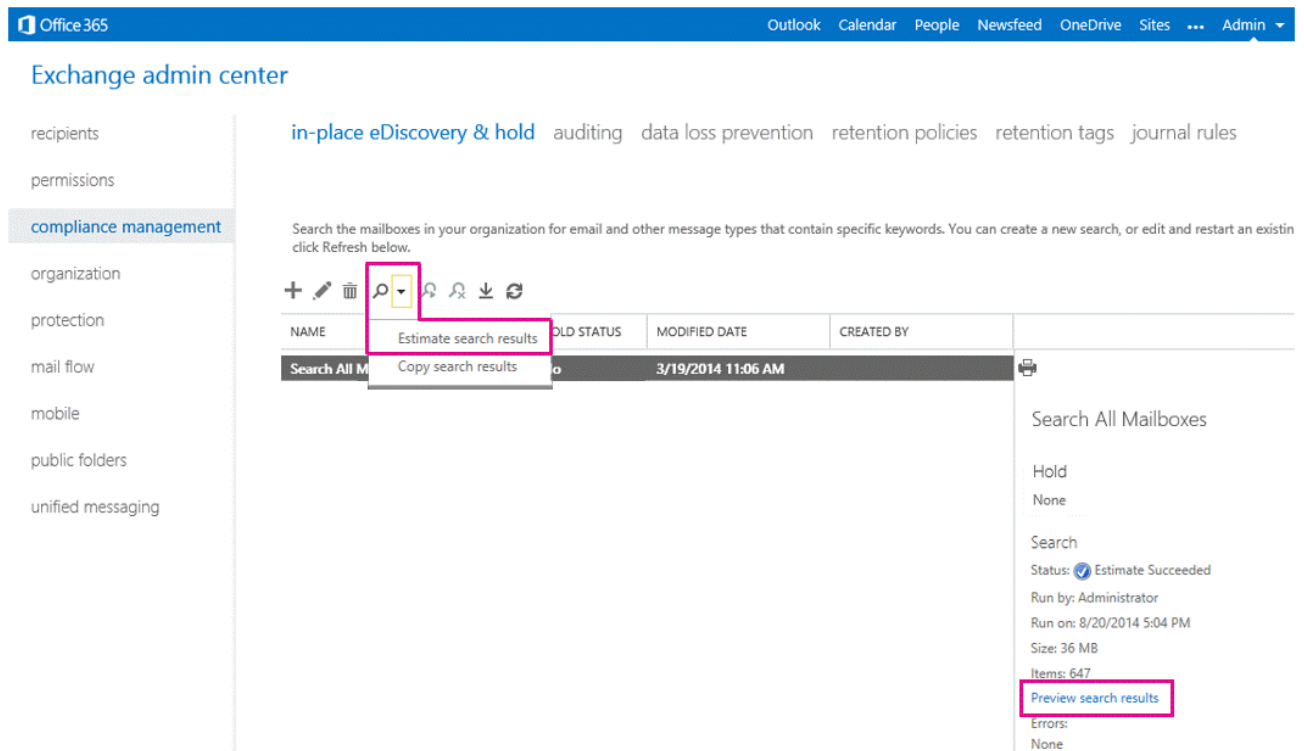 Office 365
Outlook Calendar People Newsfeed OneDrive Sites ••• Admin
Exchange admin center
recipients
permissions
compliance management
organization
protection
mail flow
mobile
public folders
unified messaging
in-place eDiscovery & hold auditing data loss prevention retention policies retention tags journal rules
Search the mailboxes in your organization for email and other message types that contain specific keywords. You can create a new search, or edit and restart an existin
click Refresh below.
NAME OLD STATUS MODIFIED DATE CREATED BY
Estimate search results
Copy search results
Search All M o 3/19/2014 11:06 AM
Search All Mailboxes
Hold
None
Search
Status: Estimate Succeeded
Run by: Administrator
Run on: 8/20/2014 5:04 PM
Size: 36 MB
Items: 647
Preview search results
Errors:
None